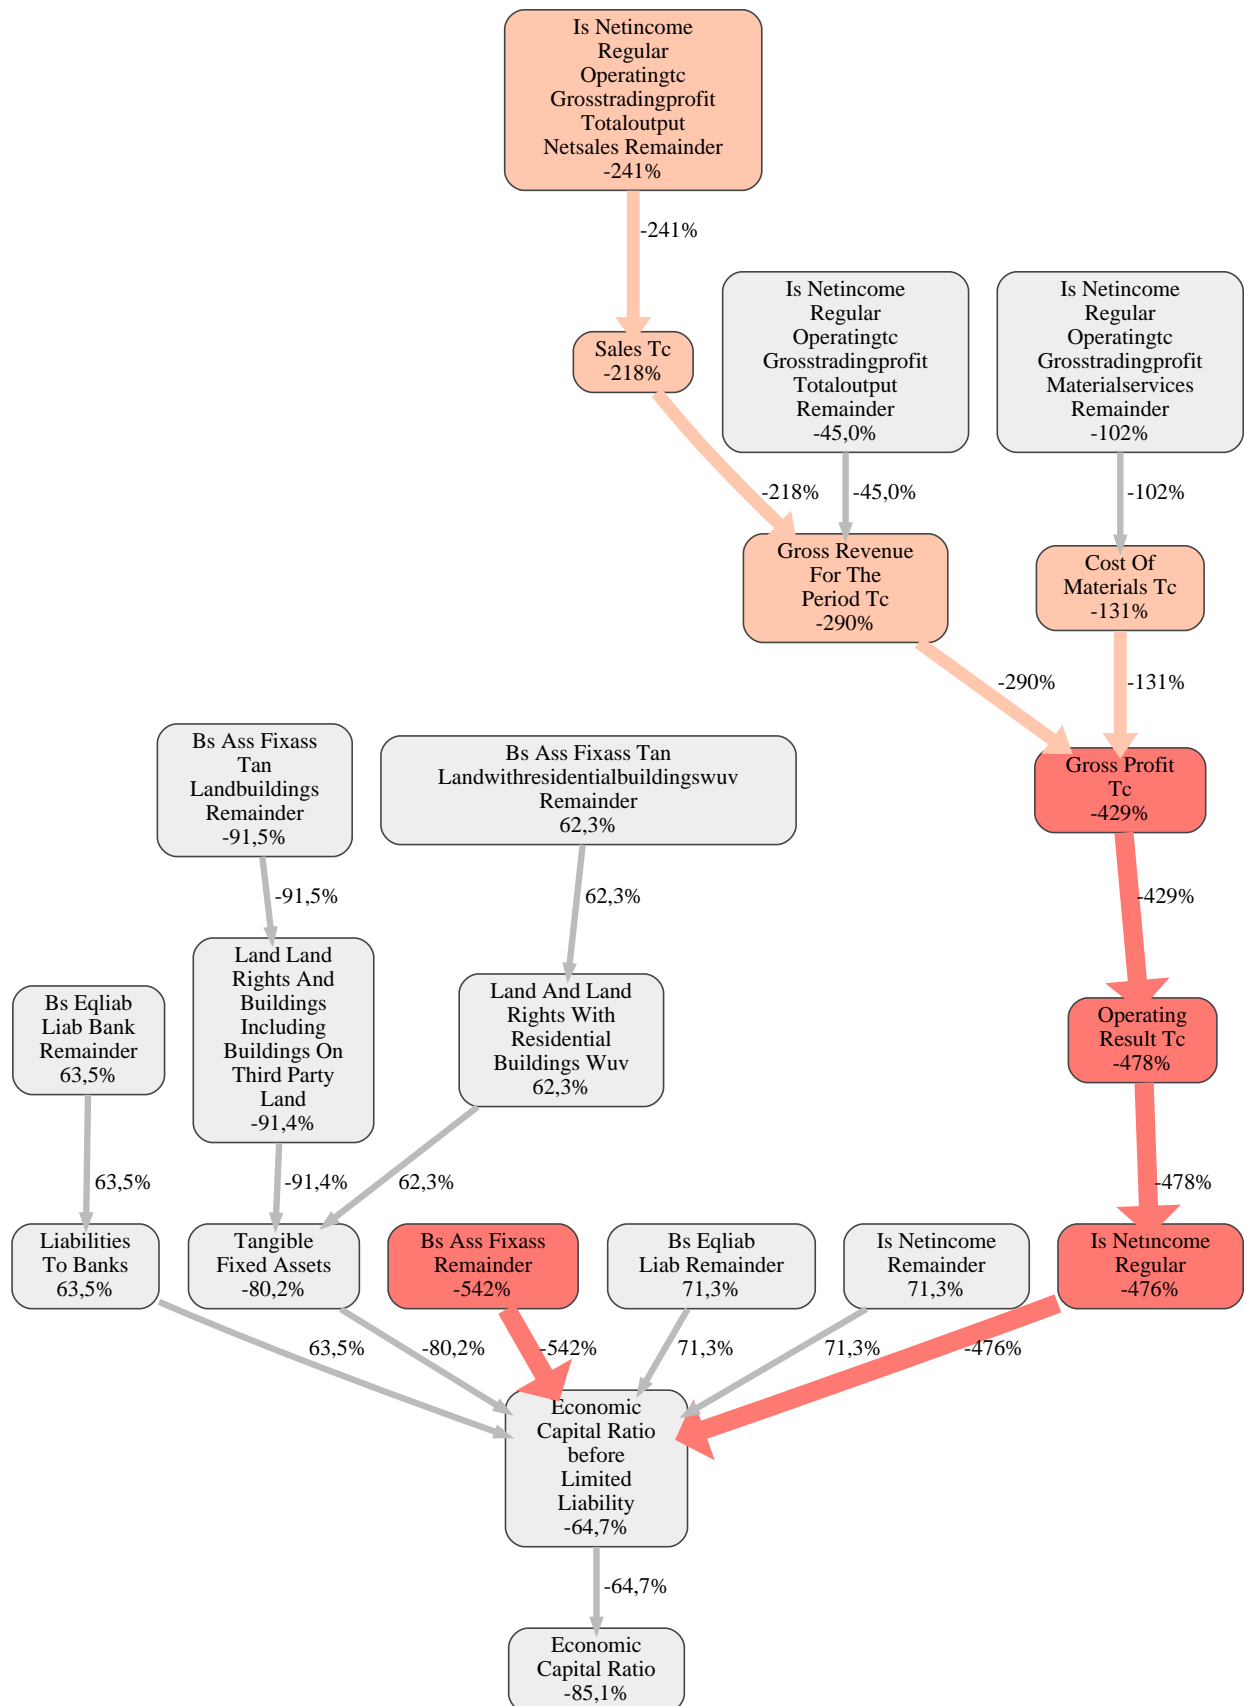 Is Netincome
Regular
Operatingtc
Grosstradingprofit
Totaloutput
Netsales Remainder
-241%
-241%
Sales Tc
-218%
Is Netincome
Regular
Operatingtc
Grosstradingprofit
Totaloutput
Remainder
-45,0%
Is Netincome
Regular
Operatingtc
Grosstradingprofit
Materialservices
Remainder
-102%
-218%
-45,0%
-102%
Gross Revenue
For The
Period Tc
-290%
Cost Of
Materials Tc
-131%
-290%
-131%
Bs Ass Fixass
Tan
Landbuildings
Remainder
-91,5%
Bs Ass Fixass Tan
Landwithresidentialbuildingswuv
Remainder
62,3%
Gross Profit
Tc
-429%
-91,5%
62,3%
-429%
Bs Eqliab
Liab Bank
Remainder
63,5%
Land Land
Rights And
Buildings
Including
Buildings On
Third Party
Land
-91,4%
Land And Land
Rights With
Residential
Buildings Wuv
62,3%
Operating
Result Tc
-478%
63,5%
-91,4%
62,3%
-478%
Liabilities
To Banks
63,5%
Tangible
Fixed Assets
-80,2%
Bs Ass Fixass
Remainder
-542%
Bs Eqliab
Liab Remainder
71,3%
Is Netincome
Remainder
71,3%
Is Netincome
Regular
-476%
63,5%
-80,2%
-542%
71,3%
71,3%
-476%
Economic
Capital Ratio
before
Limited
Liability
-64,7%
-64,7%
Economic
Capital Ratio
-85,1%